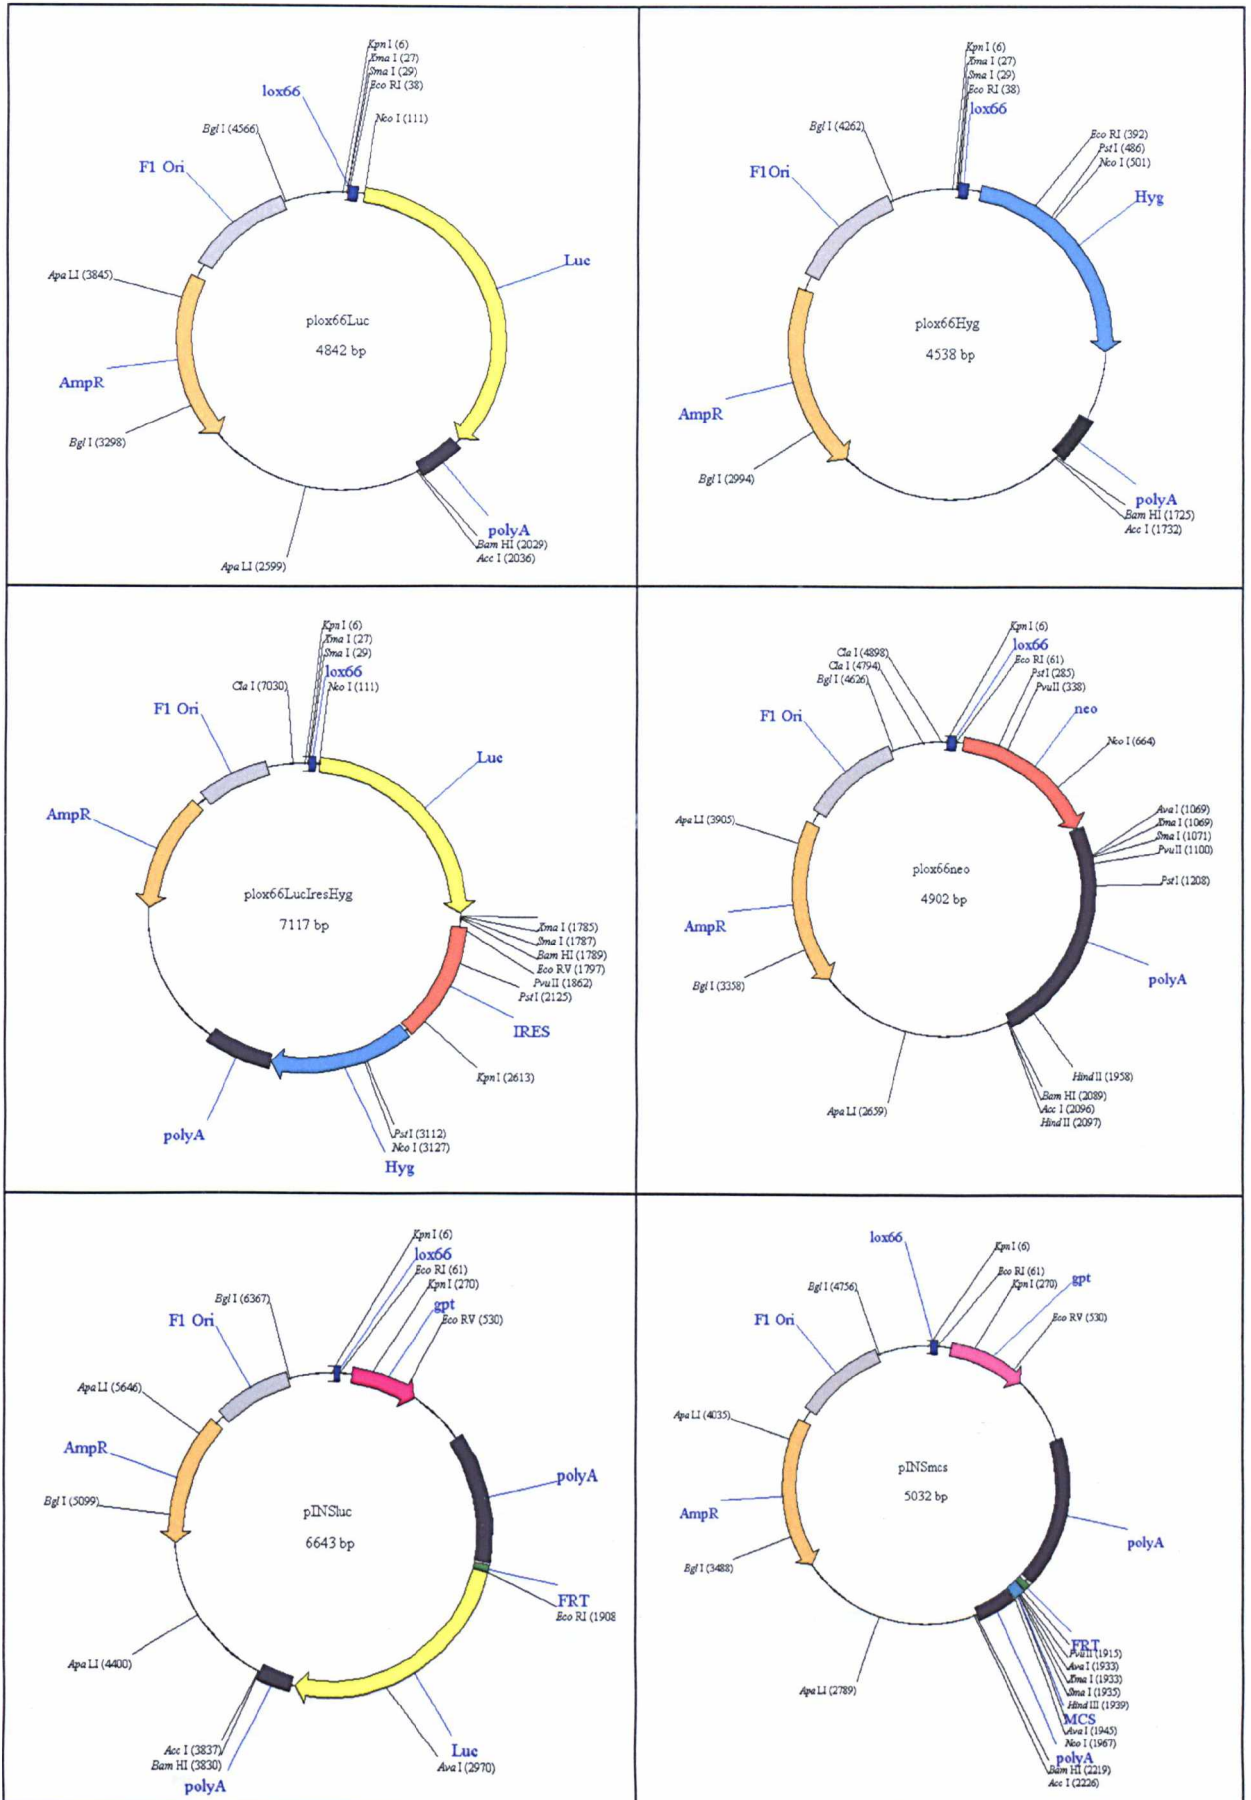 Kpn I (6)
Xma I (27)
Sma I (29)
Eco RI (38)
lox66
Nco I (111)
Bgl I (4566)
F1 Ori
Apa LI (3845)
Luc
plox66Luc
4842 bp
AmpR
Bgl I (3298)
polyA
Bam HI (2029)
Acc I (2036)
Apa LI (2599)
Kpn I (6)
Xma I (27)
Sma I (29)
Eco RI (38)
lox66
Bgl I (4262)
Eco RI (392)
Pst I (486)
Nco I (501)
F1Ori
Hyg
plox66Hyg
4538 bp
AmpR
Bgl I (2994)
polyA
Bam HI (1725)
Acc I (1732)
Kpn I (6)
Xma I (27)
Sma I (29)
lox66
Cla I (7030)
Nco I (111)
F1 Ori
Luc
AmpR
plox66LucIresHyg
7117 bp
Xma I (1785)
Sma I (1787)
Bam HI (1789)
Eco RV (1797)
PvuII (1862)
Pst I (2125)
IRES
Kpn I (2613)
polyA
Pst I (3112)
Nco I (3127)
Hyg
Kpn I (6)
lox66
Cla I (4898)
Eco RI (61)
Cla I (4794)
Pst I (285)
Bgl I (4626)
PvuII (338)
neo
F1 Ori
Nco I (664)
Apa LI (3905)
Ava I (1069)
Xma I (1069)
Sma I (1071)
PvuII (1100)
plox66neo
4902 bp
Pst I (1208)
AmpR
polyA
Bgl I (3358)
Hind II (1958)
Bam HI (2089)
Acc I (2096)
Hind II (2097)
Apa LI (2659)
Kpn I (6)
lox66
Eco RI (61)
Kpn I (270)
gpt
Bgl I (6367)
F1 Ori
Eco RV (530)
Apa LI (5646)
AmpR
polyA
Bgl I (5099)
pINSluc
6643 bp
FRT
Eco RI (1908
Apa LI (4400)
Luc
Acc I (3837)
Bam HI (3830)
Ava I (2970)
polyA
lox66
Kpn I (6)
Eco RI (61)
Kpn I (270)
gpt
Bgl I (4756)
Eco RV (530)
F1 Ori
Apa LI (4035)
pINSmcs
5032 bp
AmpR
polyA
Bgl I (3488)
FRT
PvuII (1915)
Ava I (1933)
Xma I (1933)
Sma I (1935)
Hind III (1939)
MCS
Ava I (1945)
Nco I (1967)
polyA
Bam HI (2219)
Acc I (2226)
Apa LI (2789)